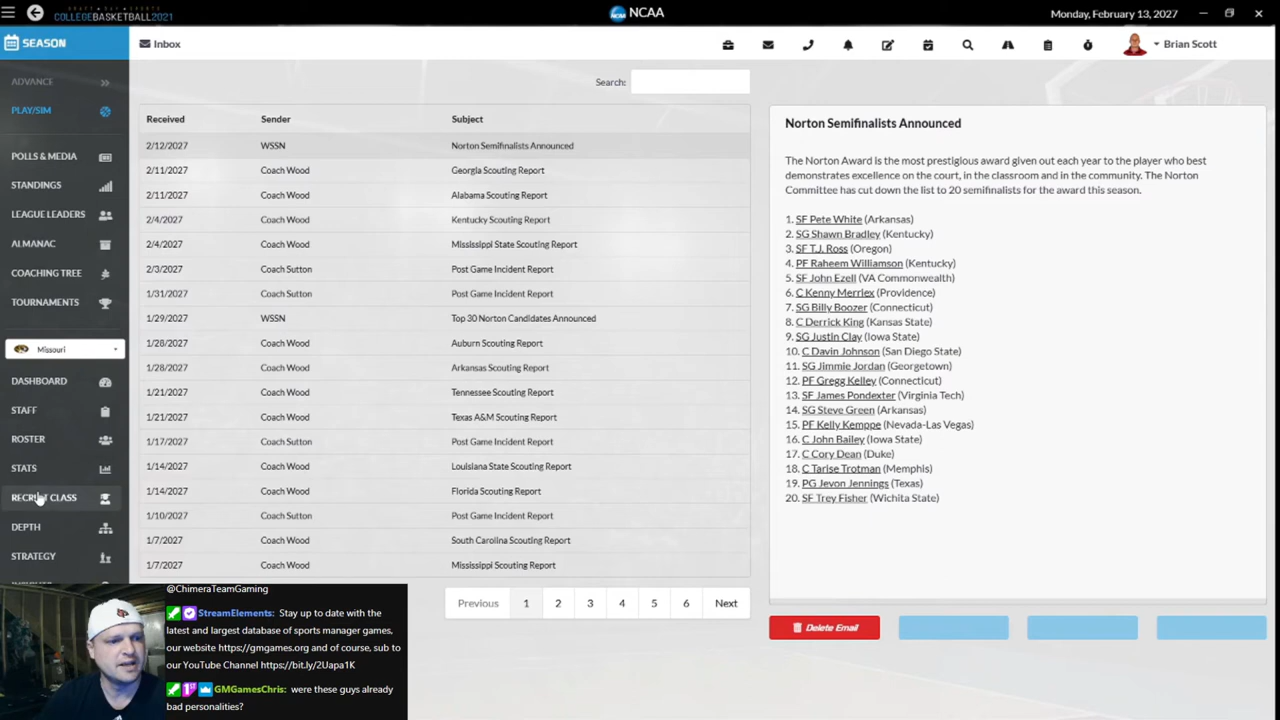 DRAFT DAY SPORTS
COLLEGEBASKETBALL2021
NCAA
Monday, February 13, 2027
SEASON
Inbox
Brian Scott
ADVANCE
PLAY/SIM
POLLS & MEDIA
STANDINGS
LEAGUE LEADERS
ALMANAC
COACHING TREE
TOURNAMENTS
Missouri
DASHBOARD
STAFF
ROSTER
STATS
RECRUIT CLASS
DEPTH
STRATEGY
Search:
Received Sender Subject
2/12/2027 WSSN Norton Semifinalists Announced
2/11/2027 Coach Wood Georgia Scouting Report
2/11/2027 Coach Wood Alabama Scouting Report
2/4/2027 Coach Wood Kentucky Scouting Report
2/4/2027 Coach Wood Mississippi State Scouting Report
2/3/2027 Coach Sutton Post Game Incident Report
1/31/2027 Coach Sutton Post Game Incident Report
1/29/2027 WSSN Top 30 Norton Candidates Announced
1/28/2027 Coach Wood Auburn Scouting Report
1/28/2027 Coach Wood Arkansas Scouting Report
1/21/2027 Coach Wood Tennessee Scouting Report
1/21/2027 Coach Wood Texas A&M Scouting Report
1/17/2027 Coach Sutton Post Game Incident Report
1/14/2027 Coach Wood Louisiana State Scouting Report
1/14/2027 Coach Wood Florida Scouting Report
1/10/2027 Coach Sutton Post Game Incident Report
1/7/2027 Coach Wood South Carolina Scouting Report
1/7/2027 Coach Wood Mississippi Scouting Report
Previous 1 2 3 4 5 6 Next
Norton Semifinalists Announced
The Norton Award is the most prestigious award given out each year to the player who best
demonstrates excellence on the court, in the classroom and in the community. The Norton
Committee has cut down the list to 20 semifinalists for the award this season.
1. SF Pete White (Arkansas)
2. SG Shawn Bradley (Kentucky)
3. SF T.J. Ross (Oregon)
4. PF Raheem Williamson (Kentucky)
5. SF John Ezell (VA Commonwealth)
6. C Kenny Merriex (Providence)
7. SG Billy Boozer (Connecticut)
8. C Derrick King (Kansas State)
9. SG Justin Clay (Iowa State)
10. C Davin Johnson (San Diego State)
11. SG Jimmie Jordan (Georgetown)
12. PF Gregg Kelley (Connecticut)
13. SF James Pondexter (Virginia Tech)
14. SG Steve Green (Arkansas)
15. PF Kelly Kemppe (Nevada-Las Vegas)
16. C John Bailey (Iowa State)
17. C Cory Dean (Duke)
18. C Tarise Trotman (Memphis)
19. PG Jevon Jennings (Texas)
20. SF Trey Fisher (Wichita State)
Delete Email
@ChimeraTeamGaming
StreamElements: Stay up to date with the
latest and largest database of sports manager games,
our website https://gmgames.org and of course, sub to
our YouTube Channel https://bit.ly/2Uapa1K
GMGamesChris: were these guys already
bad personalities?